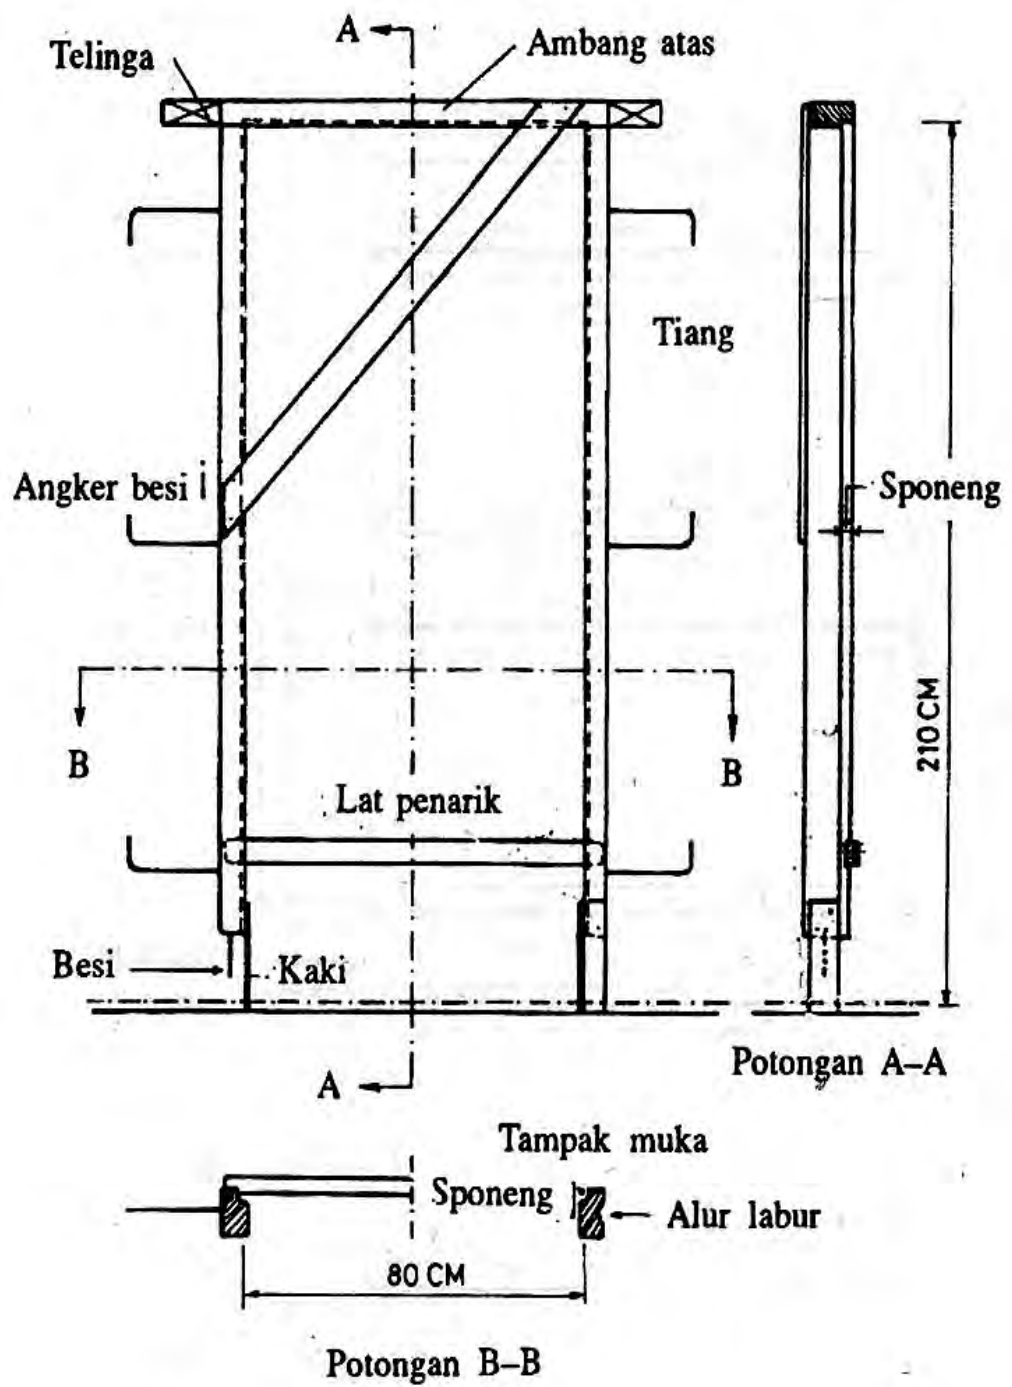 A
Telinga
Ambang atas
Tiang
Angker besi
Sponeng
210 CM
B
B
Lat penarik
Besi
Kaki
A
Potongan A–A
Tampak muka
Sponeng
Alur labur
80 CM
Potongan B–B